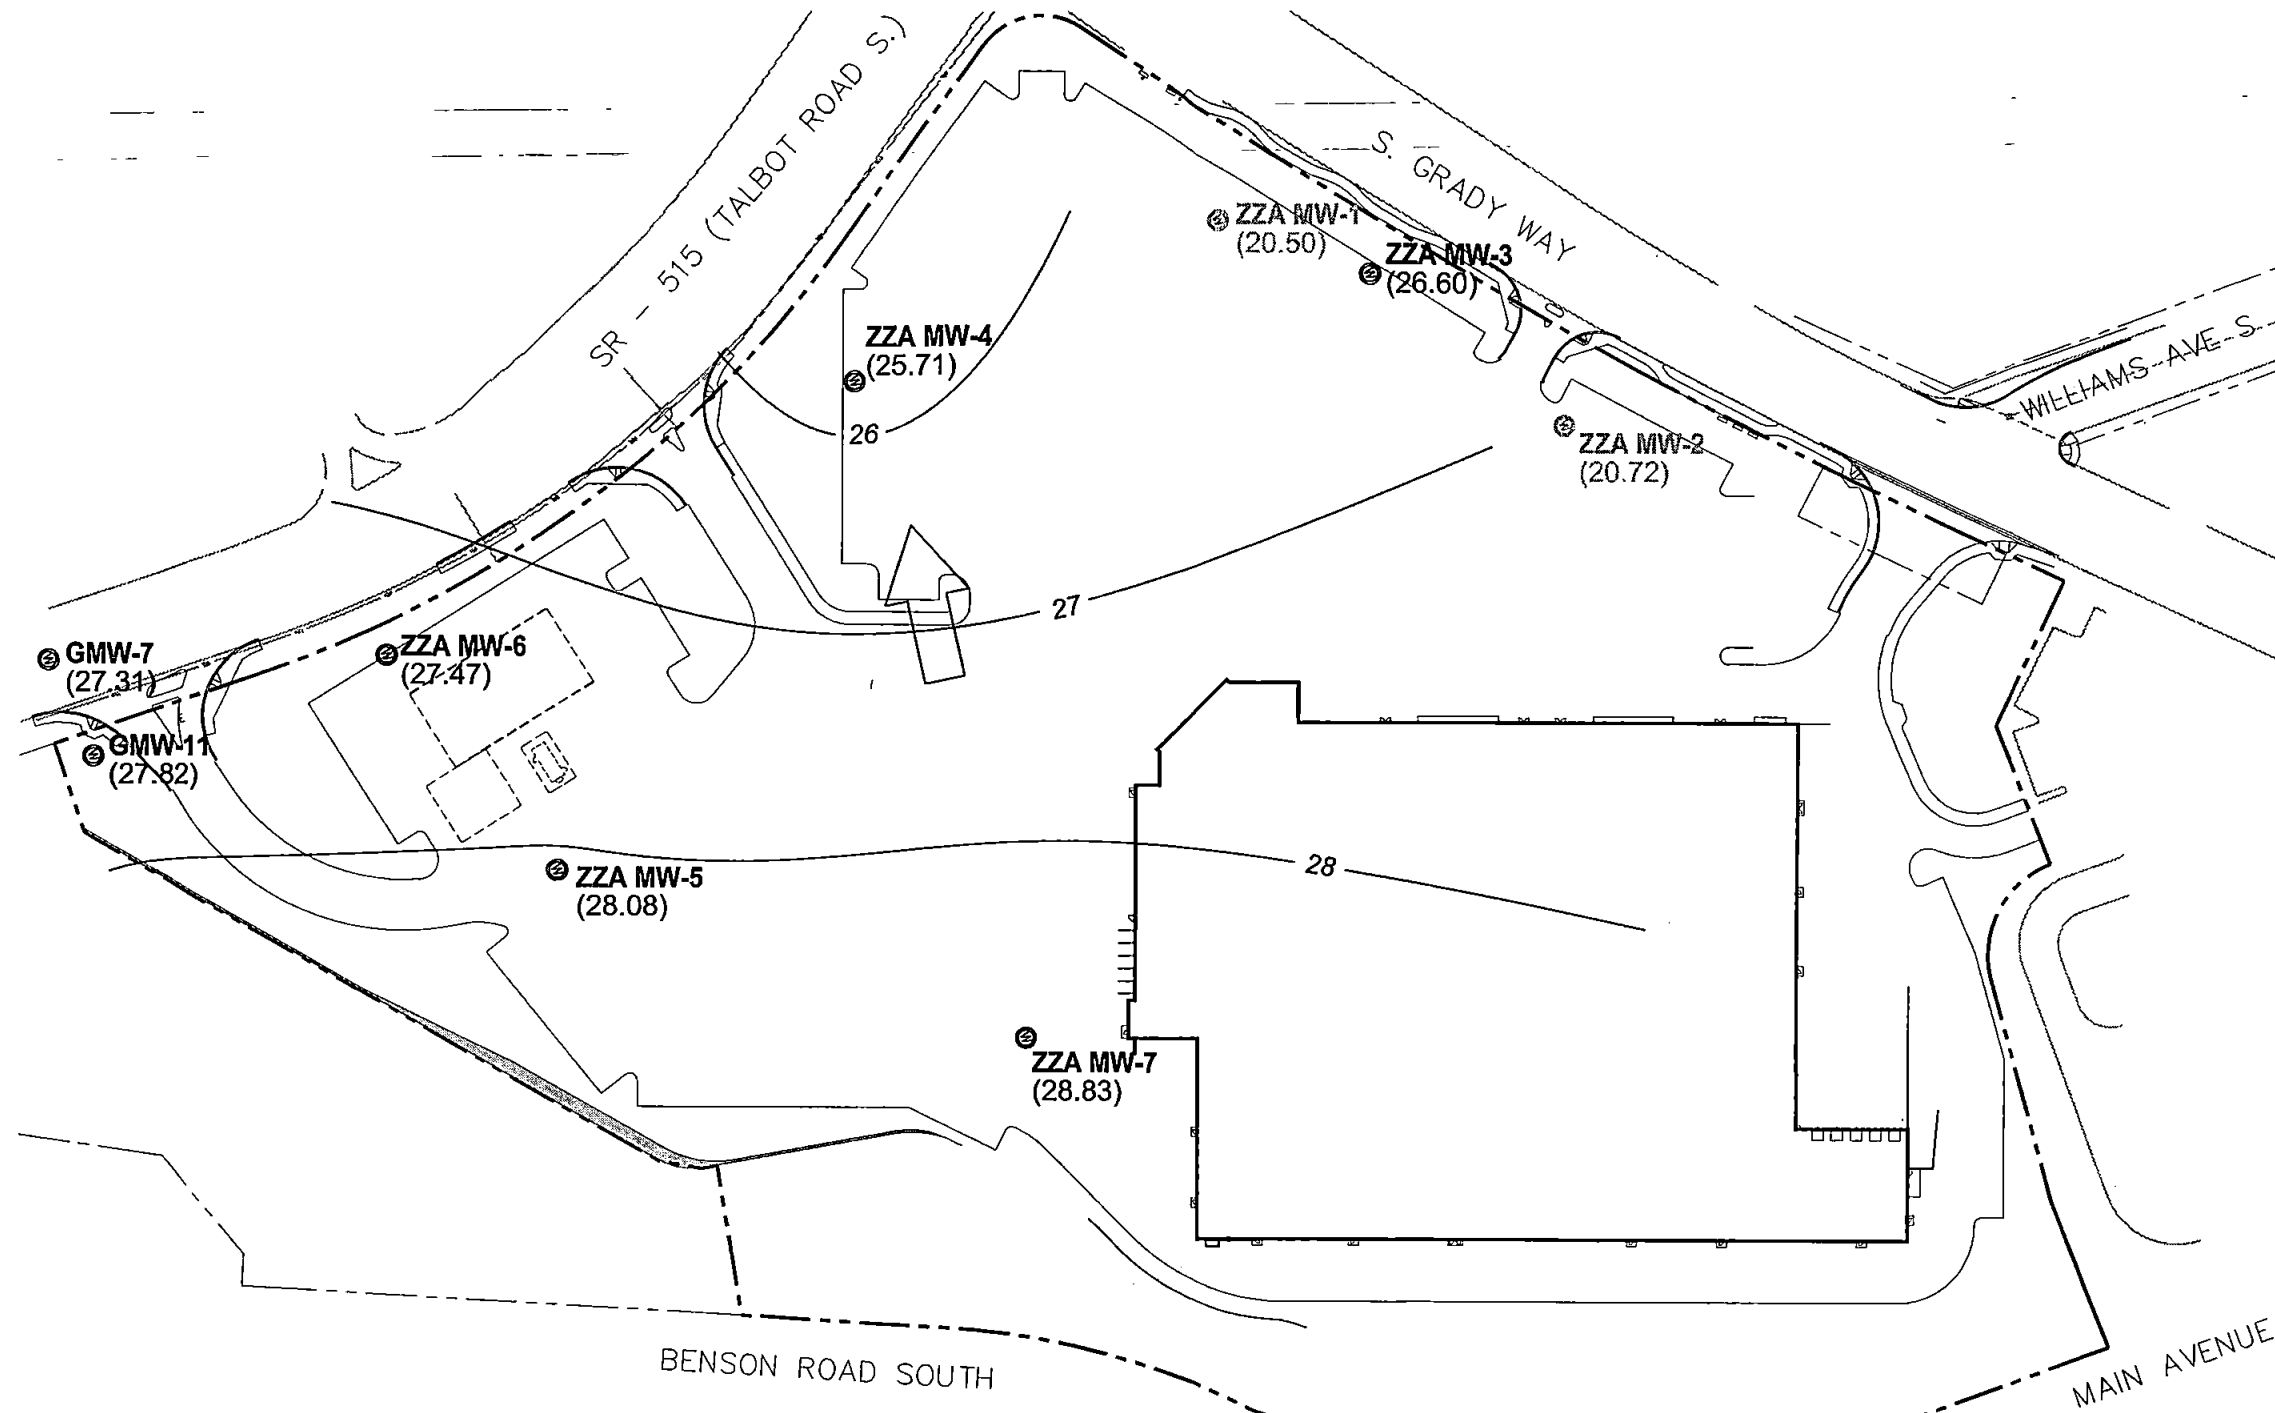 SR – 515 (TALBOT ROAD S.)
S. GRADY WAY
ZZA MW-1
(20.50)
ZZA MW-3
(26.60)
ZZA MW-4
(25.71)
WILLIAMS AVE S
26
ZZA MW-2
(20.72)
27
GMW-7
(27.31)
ZZA MW-6
(27.47)
GMW-11
(27.82)
28
ZZA MW-5
(28.08)
ZZA MW-7
(28.83)
BENSON ROAD SOUTH
MAIN AVENUE